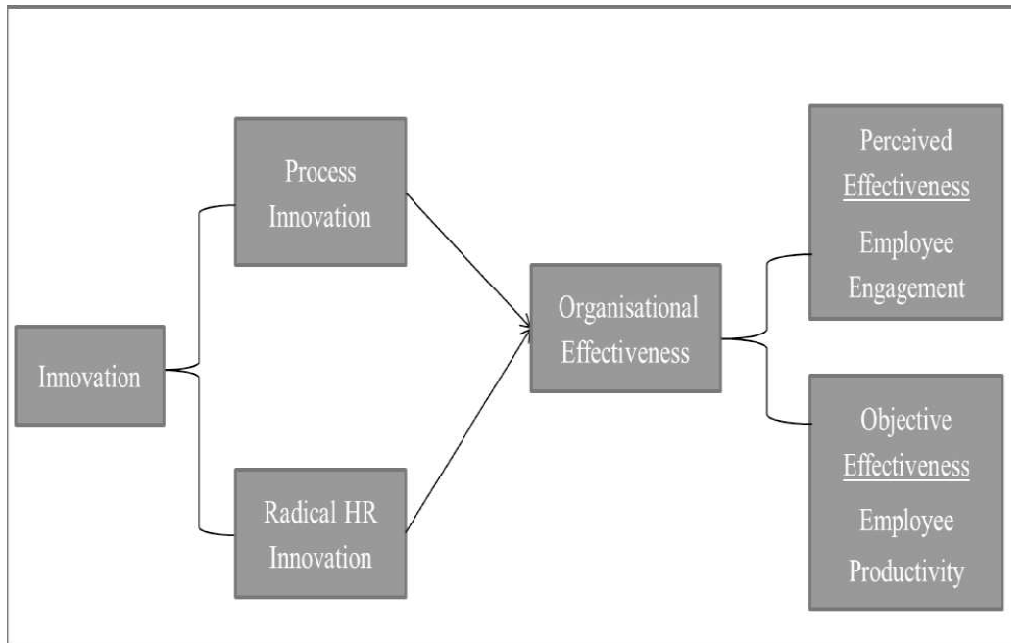 Innovation
Process
Innovation
Radical HR
Innovation
Organisational
Effectiveness
Perceived
Effectiveness
Employee
Engagement
Objective
Effectiveness
Employee
Productivity